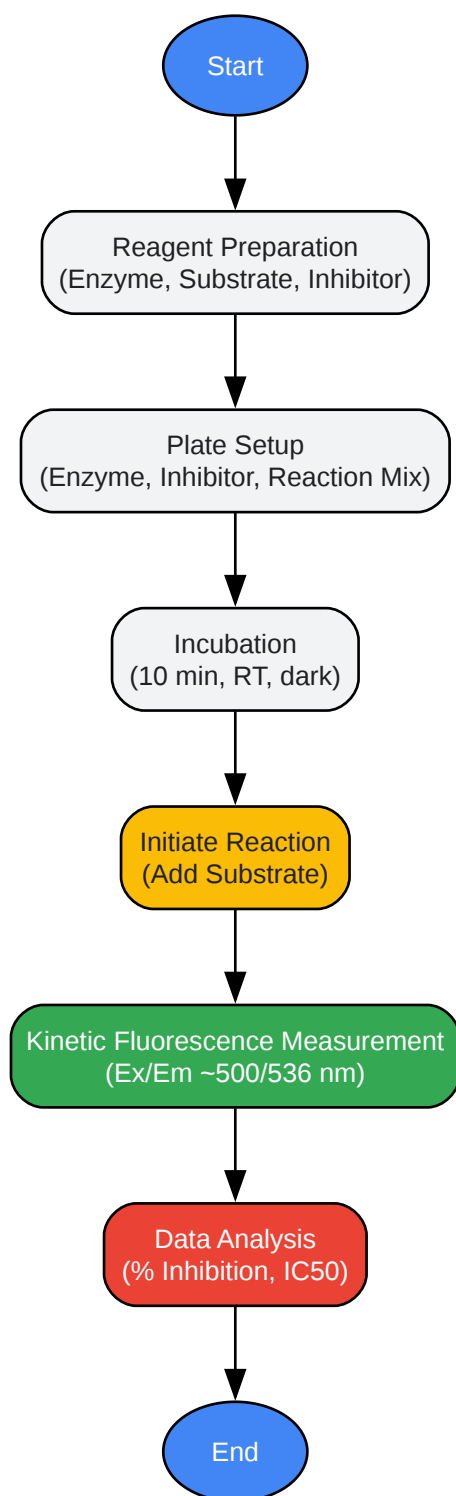 Start
Reagent Preparation
(Enzyme, Substrate, Inhibitor)
Plate Setup
(Enzyme, Inhibitor, Reaction Mix)
Incubation
(10 min, RT, dark)
Initiate Reaction
(Add Substrate)
Kinetic Fluorescence Measurement
(Ex/Em ~500/536 nm)
Data Analysis
(% Inhibition, IC50)
End